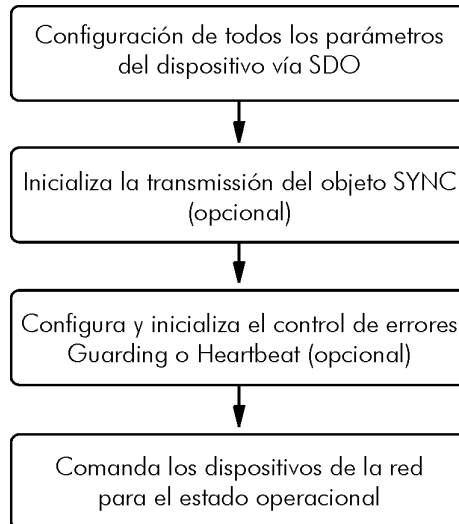 Configuración de todos los parámetros
del dispositivo vía SDO
Inicializa la transmissión del objeto SYNC
(opcional)
Configura y inicializa el control de errores
Guarding o Heartbeat (opcional)
Comanda los dispositivos de la red
para el estado operacional